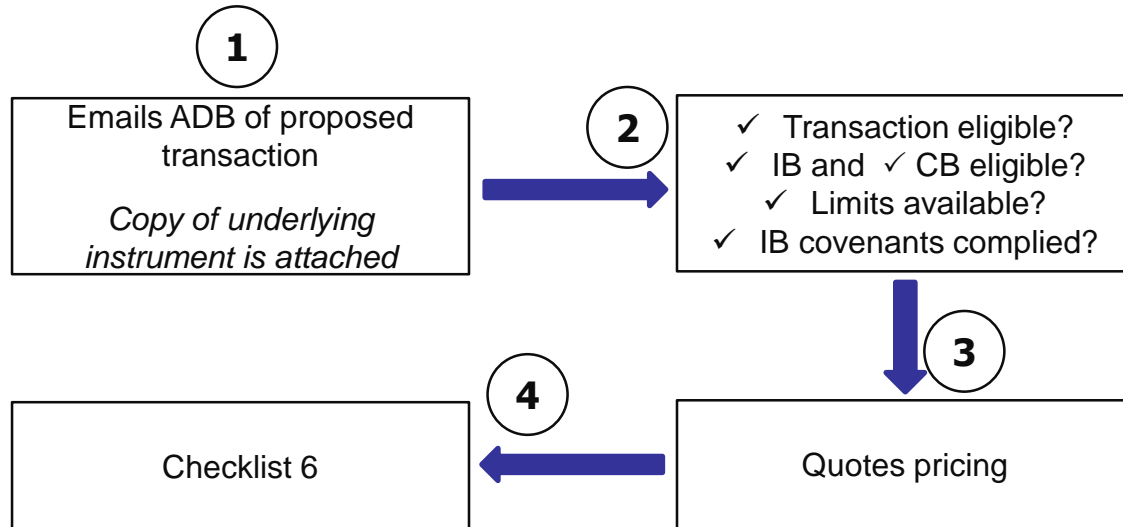 1
Emails ADB of proposed
transaction
Copy of underlying
instrument is attached
2
✓ Transaction eligible?
✓ IB and ✓ CB eligible?
✓ Limits available?
✓ IB covenants complied?
3
Quotes pricing
4
Checklist 6